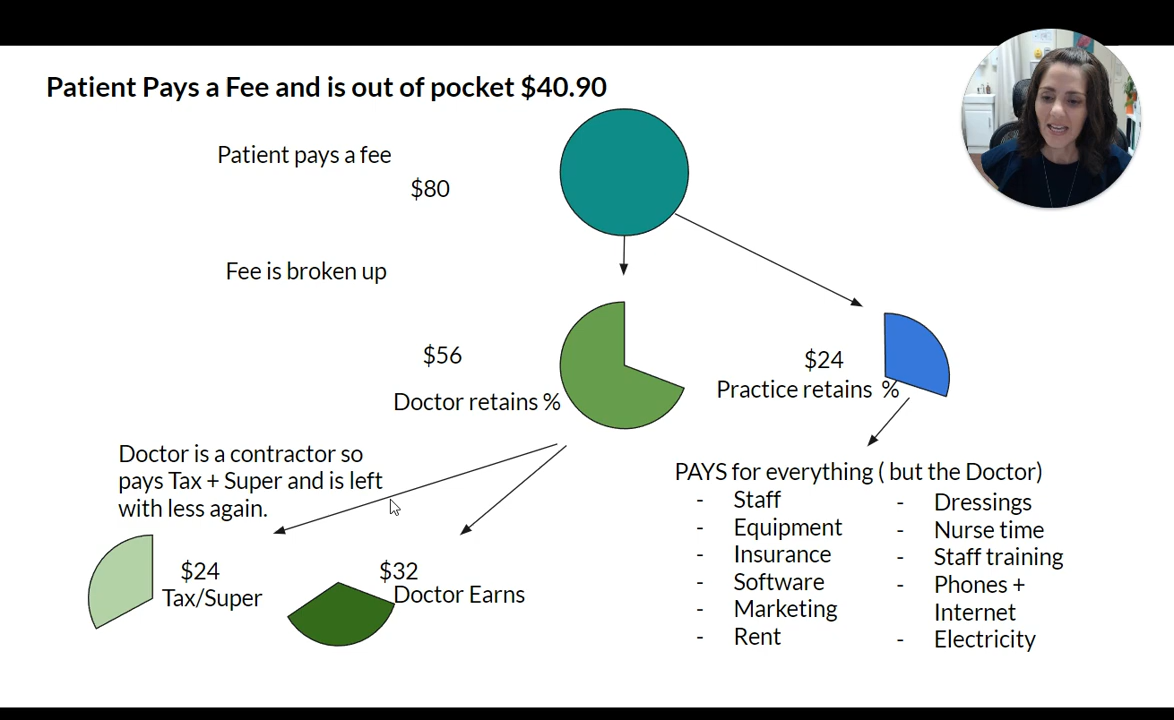 Patient Pays a Fee and is out of pocket $40.90
Patient pays a fee
$80
Fee is broken up
$56
Doctor retains %
$24
Practice retains %
Doctor is a contractor so
pays Tax + Super and is left
with less again.
$24
Tax/Super
$32
Doctor Earns
PAYS for everything ( but the Doctor)
- Staff
- Equipment
- Insurance
- Software
- Marketing
- Rent
- Dressings
- Nurse time
- Staff training
- Phones +
Internet
- Electricity